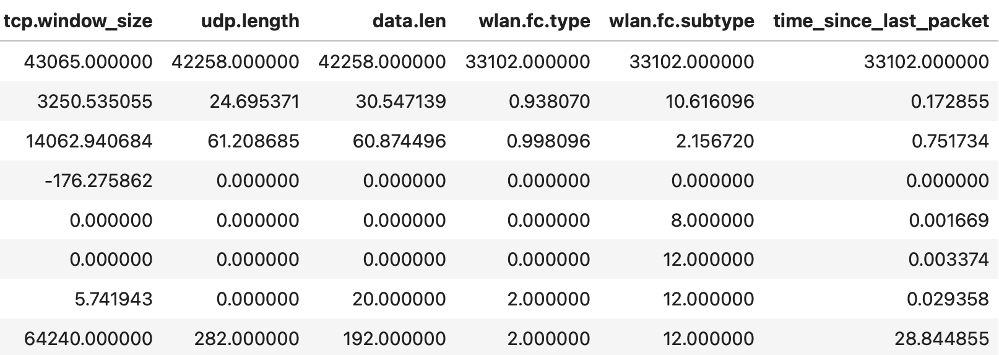 tcp.window_size udp.length data.len wlan.fc.type wlan.fc.subtype time_since_last_packet
43065.000000 42258.000000 42258.000000 33102.000000 33102.000000 33102.000000
3250.535055 24.695371 30.547139 0.938070 10.616096 0.172855
14062.940684 61.208685 60.874496 0.998096 2.156720 0.751734
-176.275862 0.000000 0.000000 0.000000 0.000000 0.000000
0.000000 0.000000 0.000000 0.000000 8.000000 0.001669
0.000000 0.000000 0.000000 0.000000 12.000000 0.003374
5.741943 0.000000 20.000000 2.000000 12.000000 0.029358
64240.000000 282.000000 192.000000 2.000000 12.000000 28.844855